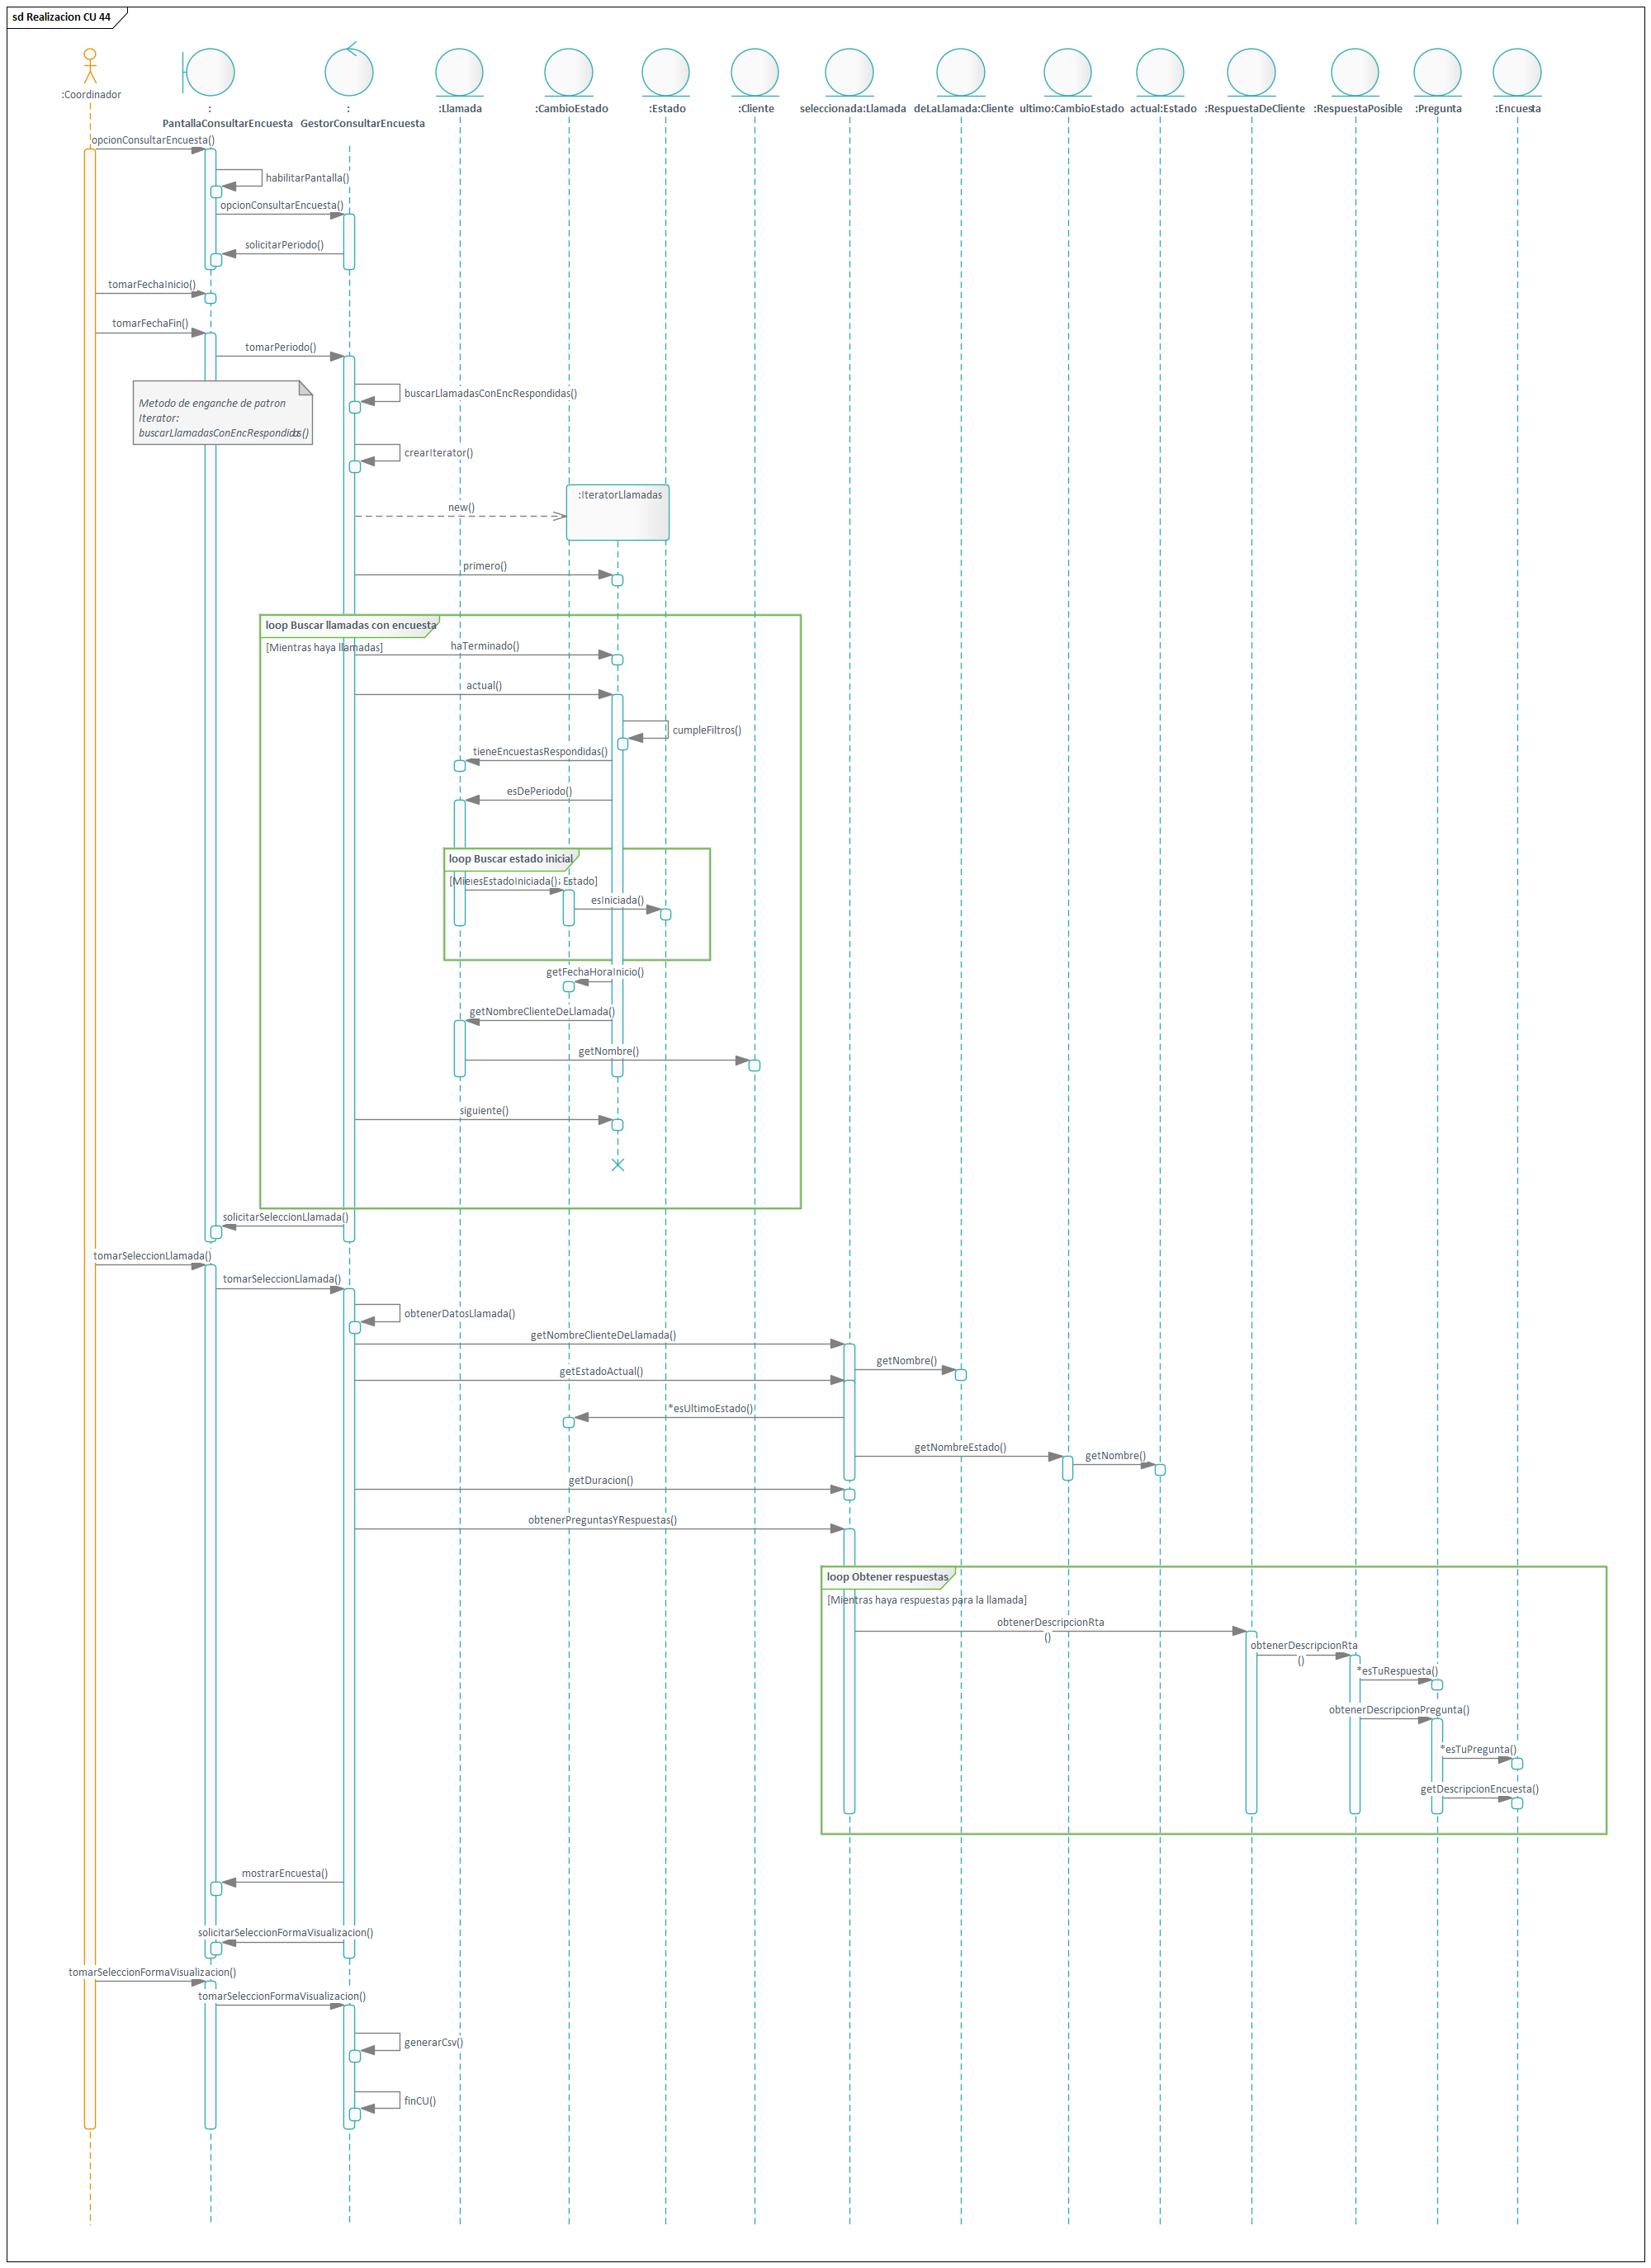 sd Realizacion CU 44
:Coordinador
:
PantallaConsultarEncuesta
:
GestorConsultarEncuesta
:Llamada
:CambioEstado
:Estado
:Cliente
seleccionada:Llamada
deLaLlamada:Cliente
ultimo:CambioEstado
actual:Estado
:RespuestaDeCliente
:RespuestaPosible
:Pregunta
:Encuesta
opcionConsultarEncuesta()
habilitarPantalla()
opcionConsultarEncuesta()
solicitarPeriodo()
tomarFechaInicio()
tomarFechaFin()
tomarPeriodo()
Metodo de enganche de patron
Iterator:
buscarLlamadasConEncRespondidas()
buscarLlamadasConEncRespondidas()
crearIterator()
:IteratorLlamadas
new()
primero()
loop Buscar llamadas con encuesta
[Mientras haya llamadas]
haTerminado()
actual()
cumpleFiltros()
tieneEncuestasRespondidas()
esDePeriodo()
loop Buscar estado inicial
esEstadoIniciada()
Estado]
esIniciada()
getFechaHoraInicio()
getNombreClienteDeLlamada()
getNombre()
siguiente()
solicitarSeleccionLlamada()
tomarSeleccionLlamada()
tomarSeleccionLlamada()
obtenerDatosLlamada()
getNombreClienteDeLlamada()
getNombre()
getEstadoActual()
*esUltimoEstado()
getNombreEstado()
getNombre()
getDuracion()
obtenerPreguntasYRespuestas()
loop Obtener respuestas
[Mientras haya respuestas para la llamada]
obtenerDescripcionRta
()
obtenerDescripcionRta
()
*esTuRespuesta()
obtenerDescripcionPregunta()
*esTuPregunta()
getDescripcionEncuesta()
mostrarEncuesta()
solicitarSeleccionFormaVisualizacion()
tomarSeleccionFormaVisualizacion()
tomarSeleccionFormaVisualizacion()
generarCsv()
finCU()